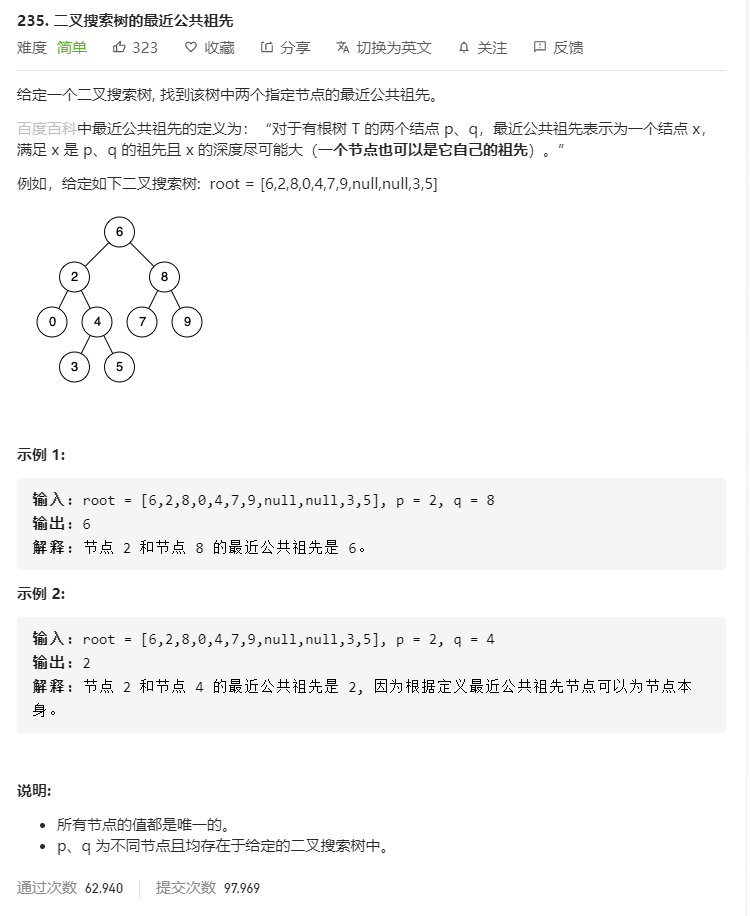 235. 二叉搜索树的最近公共祖先
难度 简单 323 收藏 分享 切换为英文 关注 反馈
给定一个二叉搜索树, 找到该树中两个指定节点的最近公共祖先。
百度百科中最近公共祖先的定义为：“对于有根树 T 的两个结点 p、q，最近公共祖先表示为一个结点 x，
满足 x 是 p、q 的祖先且 x 的深度尽可能大（一个节点也可以是它自己的祖先）。”
例如，给定如下二叉搜索树: root = [6,2,8,0,4,7,9,null,null,3,5]
6
2 8
0 4 7 9
3 5
示例 1:
输入: root = [6,2,8,0,4,7,9,null,null,3,5], p = 2, q = 8
输出: 6
解释: 节点 2 和节点 8 的最近公共祖先是 6。
示例 2:
输入: root = [6,2,8,0,4,7,9,null,null,3,5], p = 2, q = 4
输出: 2
解释: 节点 2 和节点 4 的最近公共祖先是 2, 因为根据定义最近公共祖先节点可以为节点本
身。
说明:
• 所有节点的值都是唯一的。
• p、q 为不同节点且均存在于给定的二叉搜索树中。
通过次数 62,940 提交次数 97,969